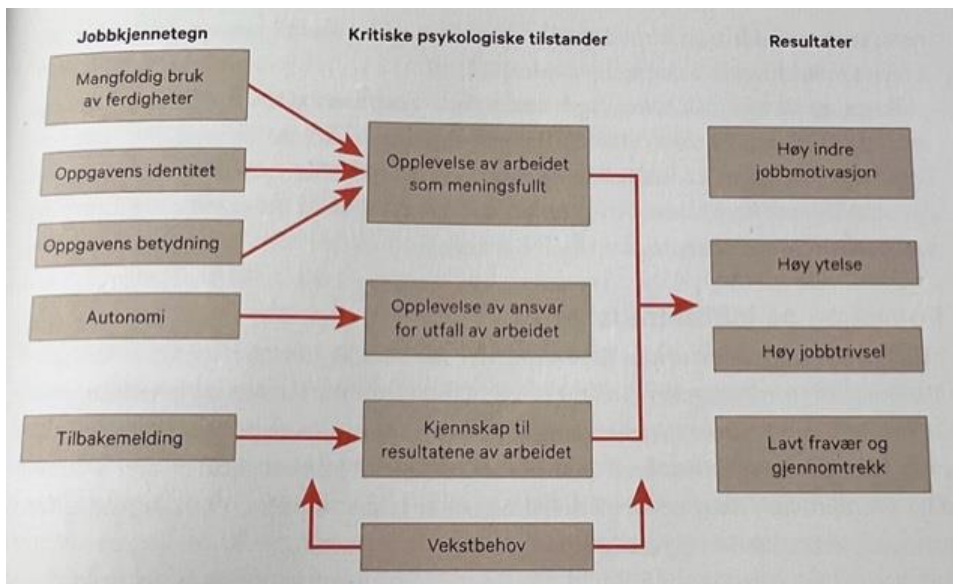 Jobbkjennetegn
Kritiske psykologiske tilstander
Resultater
Mangfoldig bruk
av ferdigheter
Oppgavens identitet
Oppgavens betydning
Autonomi
Tilbakemelding
Opplevelse av arbeidet
som meningsfullt
Opplevelse av ansvar
for utfall av arbeidet
Kjennskap til
resultatene av arbeidet
Vekstbehov
Høy indre
jobbmotivasjon
Høy ytelse
Høy jobbtrivsel
Lavt fravær og
gjennomtrekk